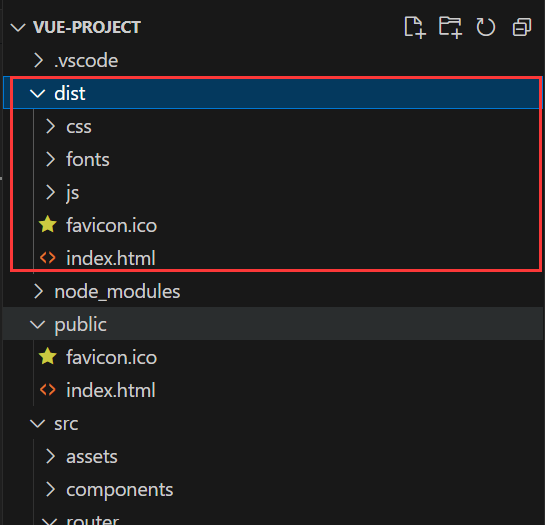 VUE-PROJECT
.vscode
dist
css
fonts
js
favicon.ico
index.html
node_modules
public
favicon.ico
index.html
src
assets
components
router